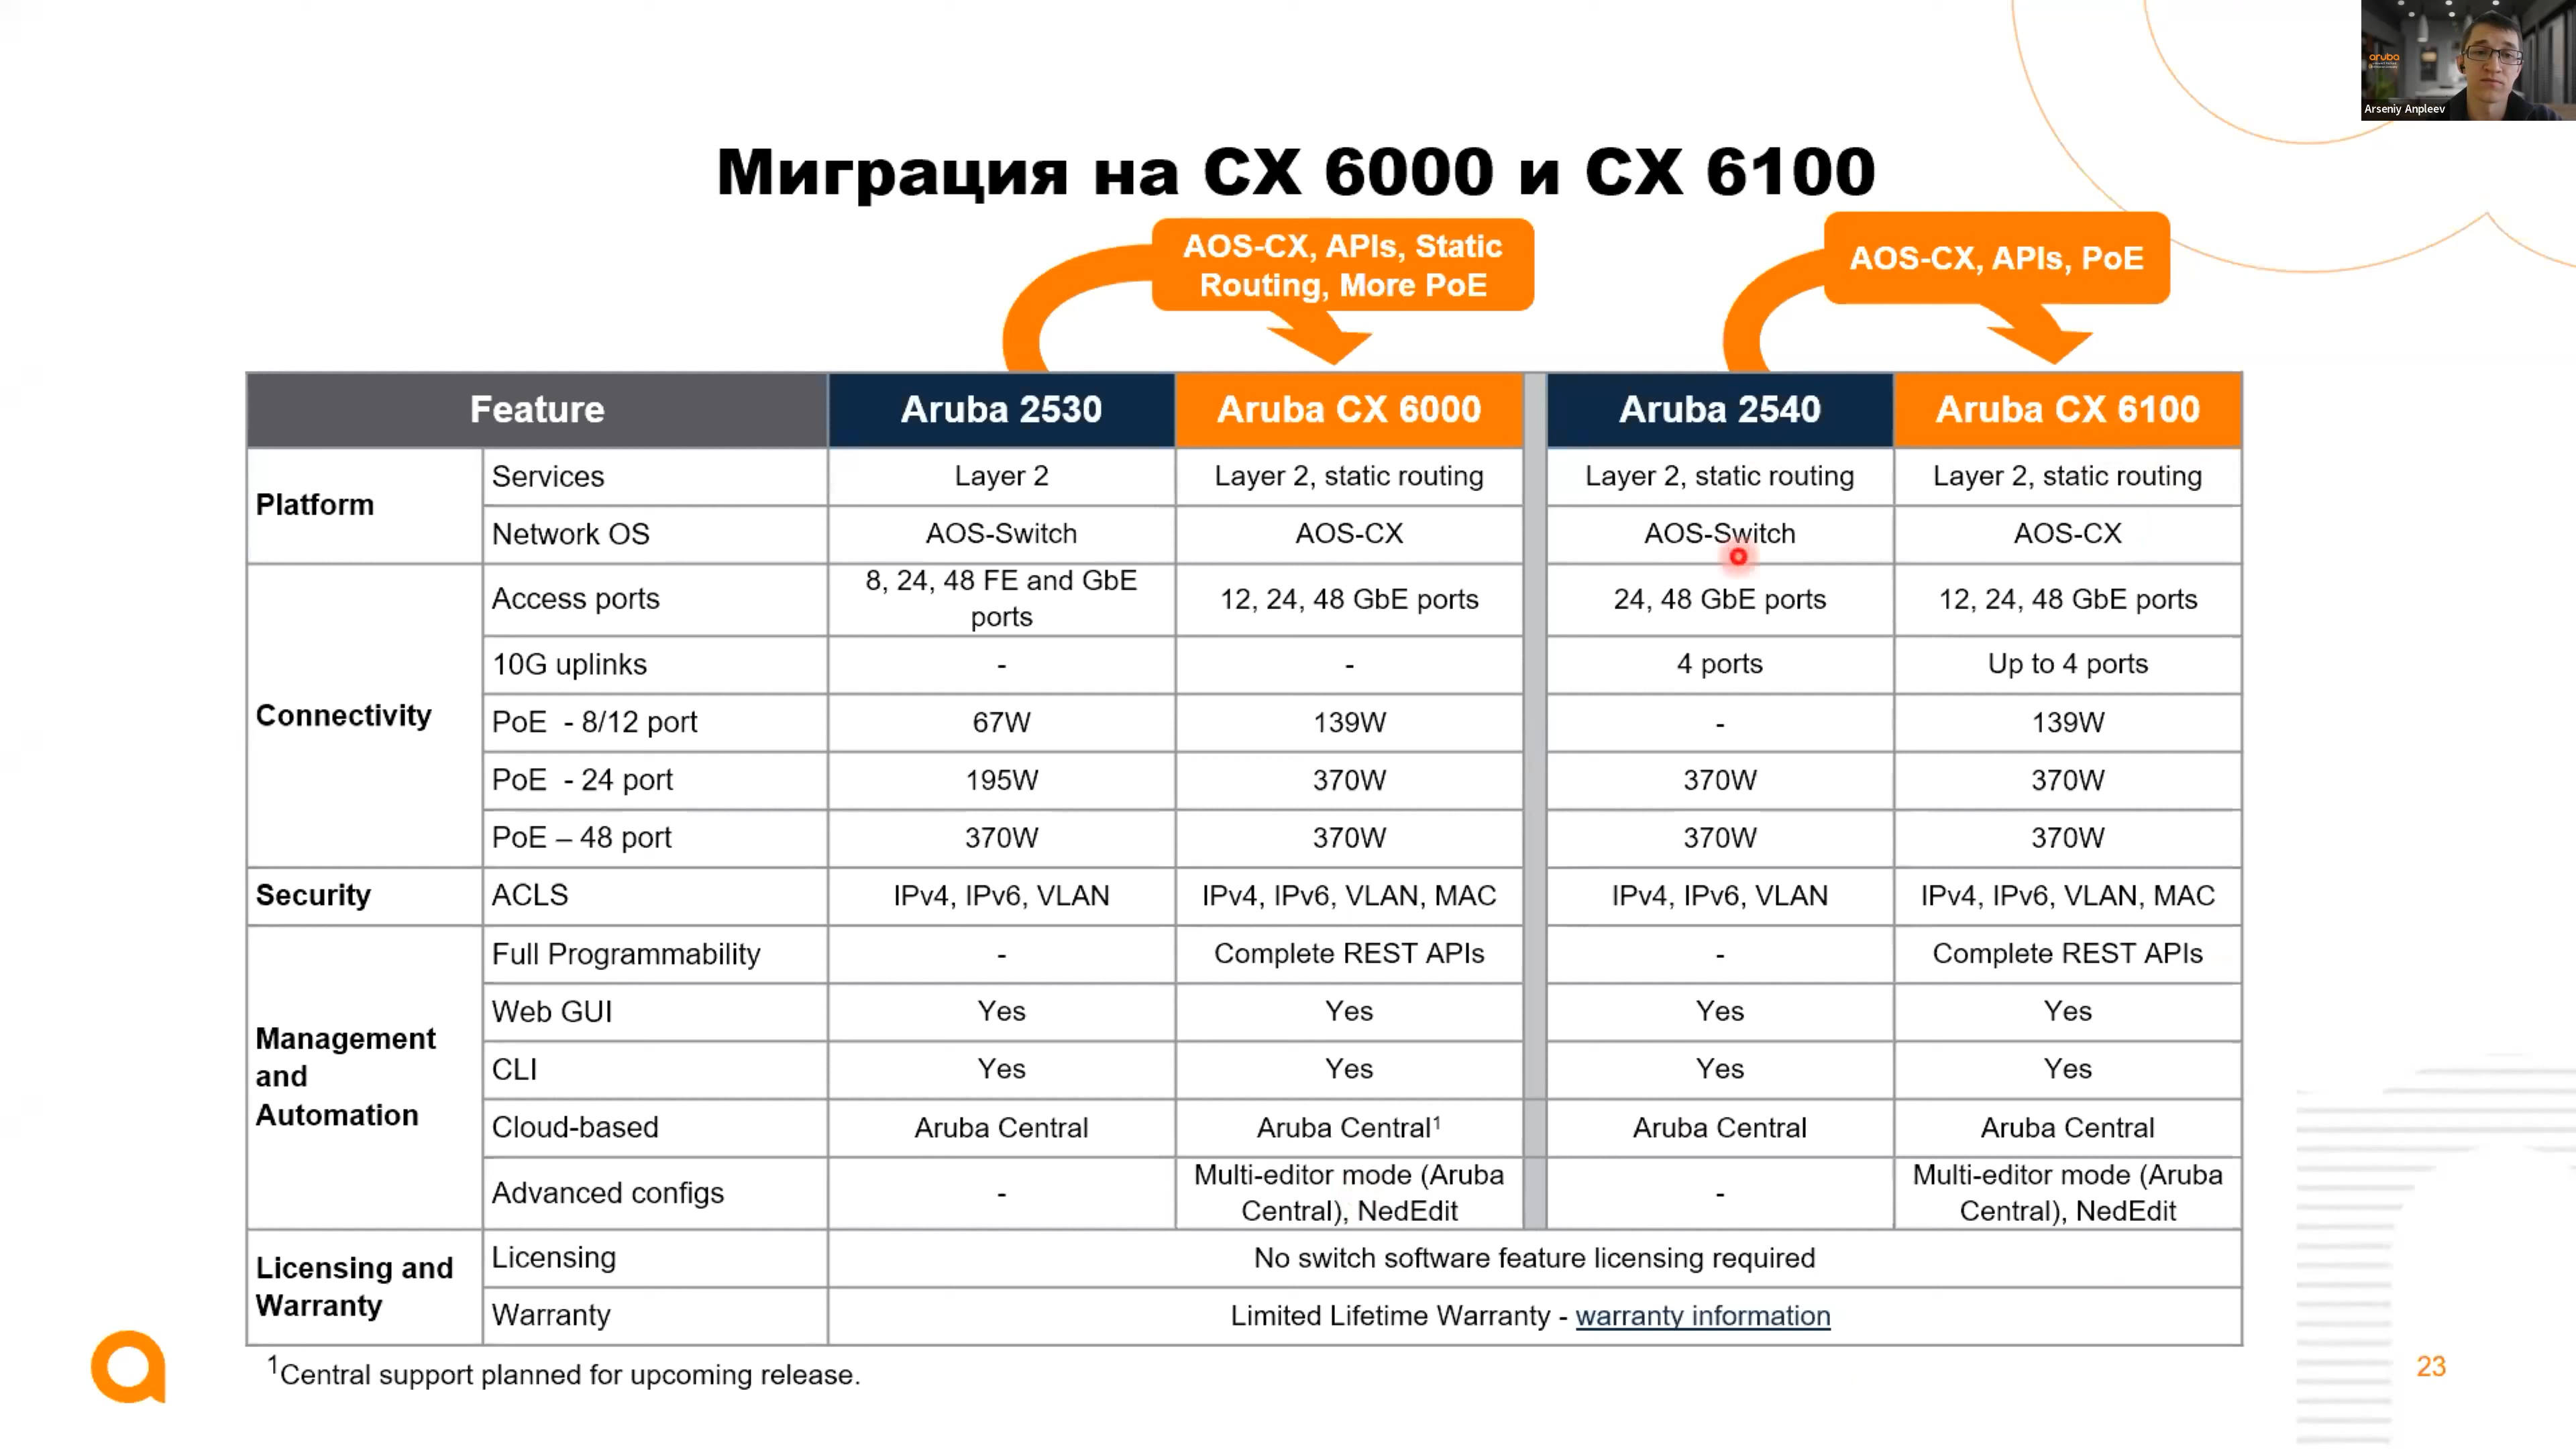 aruba
Arseniy Anpleev
Миграция на CX 6000 и CX 6100
AOS-CX, APIs, Static
Routing, More PoE
AOS-CX, APIs, PoE
Feature Aruba 2530 Aruba CX 6000 Aruba 2540 Aruba CX 6100
Platform
Services Layer 2 Layer 2, static routing Layer 2, static routing Layer 2, static routing
Network OS AOS-Switch AOS-CX AOS-Switch AOS-CX
Connectivity
Access ports 8, 24, 48 FE and GbE
ports 12, 24, 48 GbE ports 24, 48 GbE ports 12, 24, 48 GbE ports
10G uplinks - - 4 ports Up to 4 ports
PoE - 8/12 port 67W 139W - 139W
PoE - 24 port 195W 370W 370W 370W
PoE – 48 port 370W 370W 370W 370W
Security ACLS IPv4, IPv6, VLAN IPv4, IPv6, VLAN, MAC IPv4, IPv6, VLAN IPv4, IPv6, VLAN, MAC
Management
and
Automation
Full Programmability - Complete REST APIs - Complete REST APIs
Web GUI Yes Yes Yes Yes
CLI Yes Yes Yes Yes
Cloud-based Aruba Central Aruba Central¹ Aruba Central Aruba Central
Advanced configs - Multi-editor mode (Aruba
Central), NedEdit - Multi-editor mode (Aruba
Central), NedEdit
Licensing and
Warranty
Licensing No switch software feature licensing required
Warranty Limited Lifetime Warranty - warranty information
¹Central support planned for upcoming release.
23